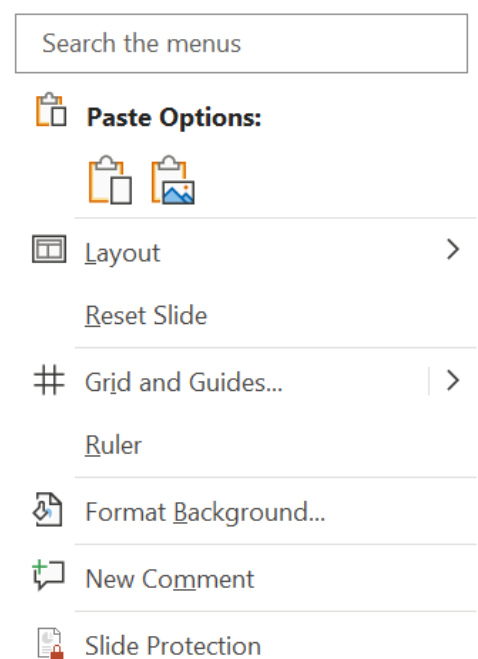 Search the menus
Paste Options:
Layout
Reset Slide
Grid and Guides...
Ruler
Format Background...
New Comment
Slide Protection